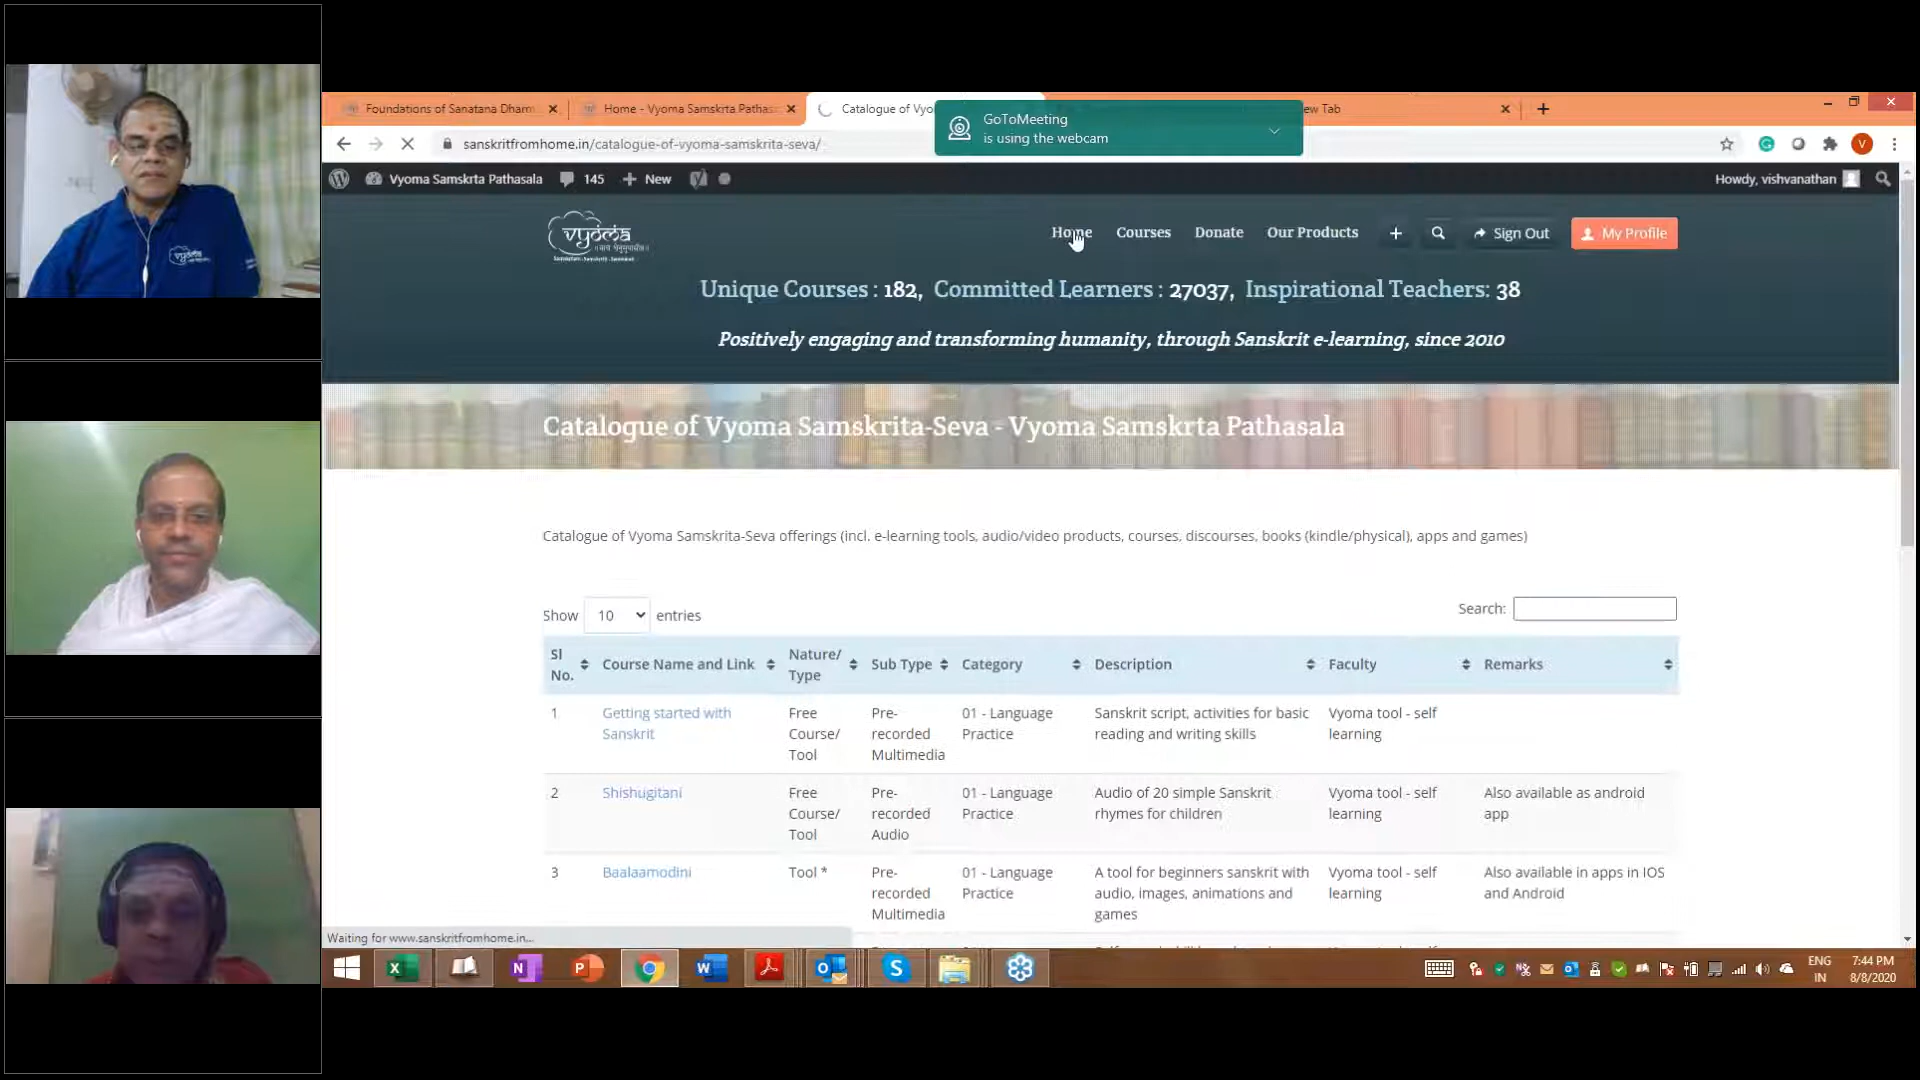 Foundations of Sanatana Dharm
Home - Vyoma Samskrta Pathas
Catalogue of Vyo
ew Tab
GoToMeeting
is using the webcam
sanskritfromhome.in/catalogue-of-vyoma-samskrita-seva/
V
Vyoma Samskrta Pathasala
145
New
Howdy, vishvanathan
vyoma
Home
Courses
Donate
Our Products
Sign Out
My Profile
Unique Courses : 182, Committed Learners : 27037, Inspirational Teachers: 38
Positively engaging and transforming humanity, through Sanskrit e-learning, since 2010
Catalogue of Vyoma Samskrita-Seva - Vyoma Samskrta Pathasala
Catalogue of Vyoma Samskrita-Seva offerings (incl. e-learning tools, audio/video products, courses, discourses, books (kindle/physical), apps and games)
Show 10 entries
Search:
Sl No.
Course Name and Link
Nature/ Type
Sub Type
Category
Description
Faculty
Remarks
1
Getting started with
Sanskrit
Free
Course/
Tool
Pre-
recorded
Multimedia
01 - Language
Practice
Sanskrit script, activities for basic
reading and writing skills
Vyoma tool - self
learning
2
Shishugitani
Free
Course/
Tool
Pre-
recorded
Audio
01 - Language
Practice
Audio of 20 simple Sanskrit
rhymes for children
Vyoma tool - self
learning
Also available as android
app
3
Baalaamodini
Tool *
Pre-
recorded
Multimedia
01 - Language
Practice
A tool for beginners sanskrit with
audio, images, animations and
games
Vyoma tool - self
learning
Also available in apps in IOS
and Android
Waiting for www.sanskritfromhome.in...
ENG
IN
7:44 PM
8/8/2020